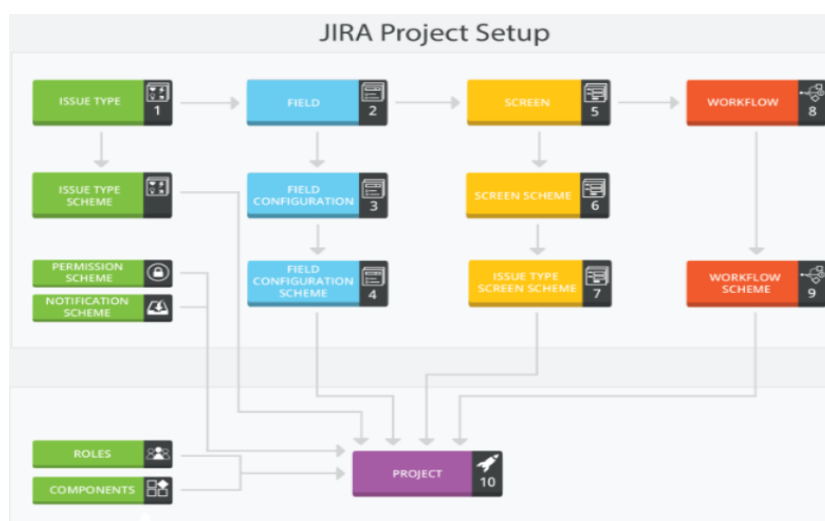 JIRA Project Setup
ISSUE TYPE
1
FIELD
2
SCREEN
5
WORKFLOW
8
ISSUE TYPE
SCHEME
FIELD
CONFIGURATION
3
SCREEN SCHEME
6
PERMISSION
SCHEME
NOTIFICATION
SCHEME
FIELD
CONFIGURATION
SCHEME
4
ISSUE TYPE
SCREEN SCHEME
7
WORKFLOW
SCHEME
9
ROLES
COMPONENTS
PROJECT
10